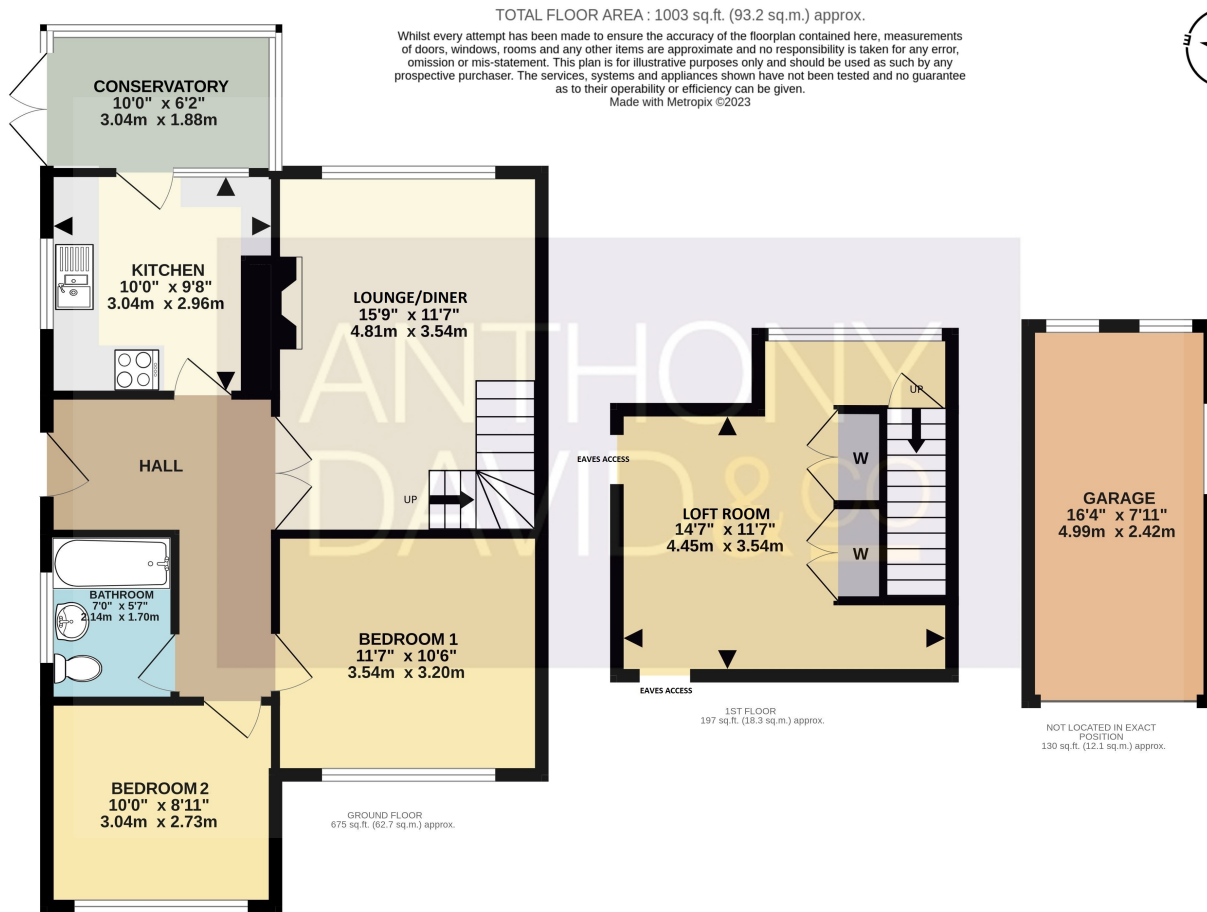 TOTAL FLOOR AREA : 1003 sq.ft. (93.2 sq.m.) approx.
Whilst every attempt has been made to ensure the accuracy of the floorplan contained here, measurements
of doors, windows, rooms and any other items are approximate and no responsibility is taken for any error,
omission or mis-statement. This plan is for illustrative purposes only and should be used as such by any
prospective purchaser. The services, systems and appliances shown have not been tested and no guarantee
as to their operability or efficiency can be given.
Made with Metropix ©2023
E
CONSERVATORY
10'0" x 6'2"
3.04m x 1.88m
KITCHEN
10'0" x 9'8"
3.04m x 2.96m
LOUNGE/DINER
15'9" x 11'7"
4.81m x 3.54m
HALL
UP
BATHROOM
7'0" x 5'7"
2.14m x 1.70m
BEDROOM 1
11'7" x 10'6"
3.54m x 3.20m
BEDROOM 2
10'0" x 8'11"
3.04m x 2.73m
GROUND FLOOR
675 sq.ft. (62.7 sq.m.) approx.
ANTHONY
DAVID & CO
UP
EAVES ACCESS
W
W
LOFT ROOM
14'7" x 11'7"
4.45m x 3.54m
EAVES ACCESS
1ST FLOOR
197 sq.ft. (18.3 sq.m.) approx.
GARAGE
16'4" x 7'11"
4.99m x 2.42m
NOT LOCATED IN EXACT
POSITION
130 sq.ft. (12.1 sq.m.) approx.